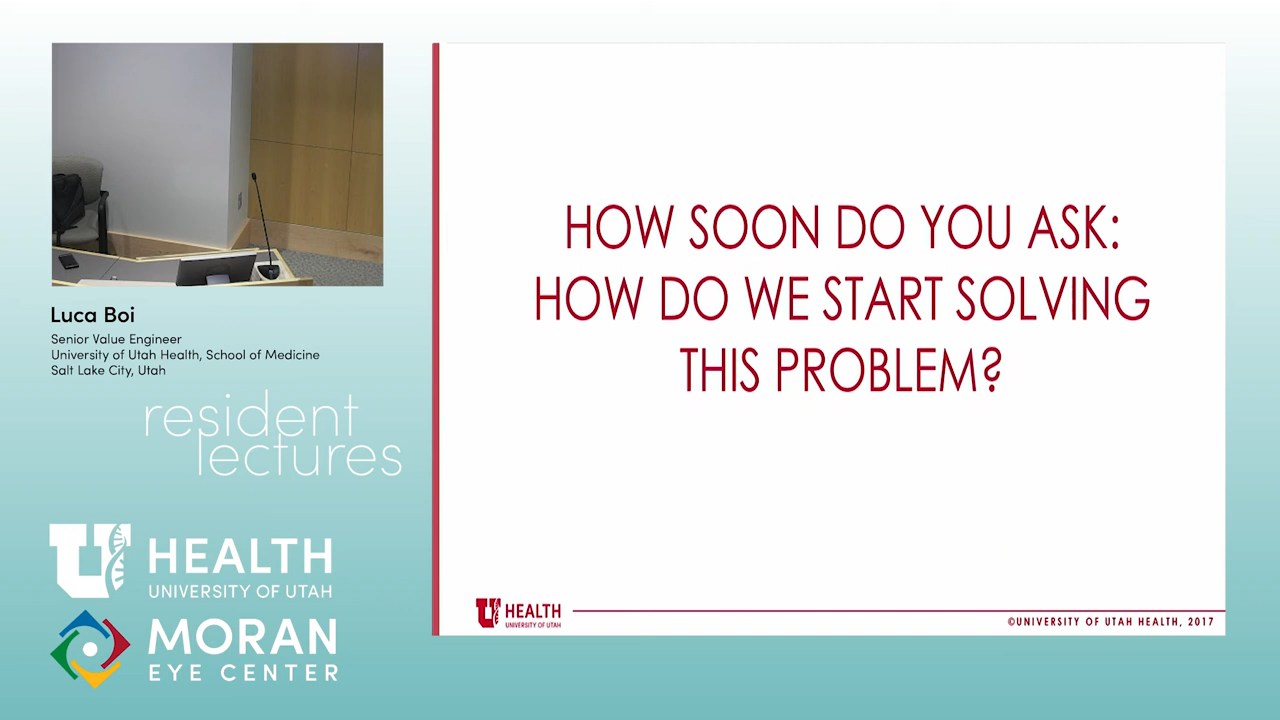 Luca Boi
Senior Value Engineer
University of Utah Health, School of Medicine
Salt Lake City, Utah
resident
lectures
U HEALTH
UNIVERSITY OF UTAH
MORAN
EYE CENTER
HOW SOON DO YOU ASK:
HOW DO WE START SOLVING
THIS PROBLEM?
U HEALTH
UNIVERSITY OF UTAH
©UNIVERSITY OF UTAH HEALTH, 2017